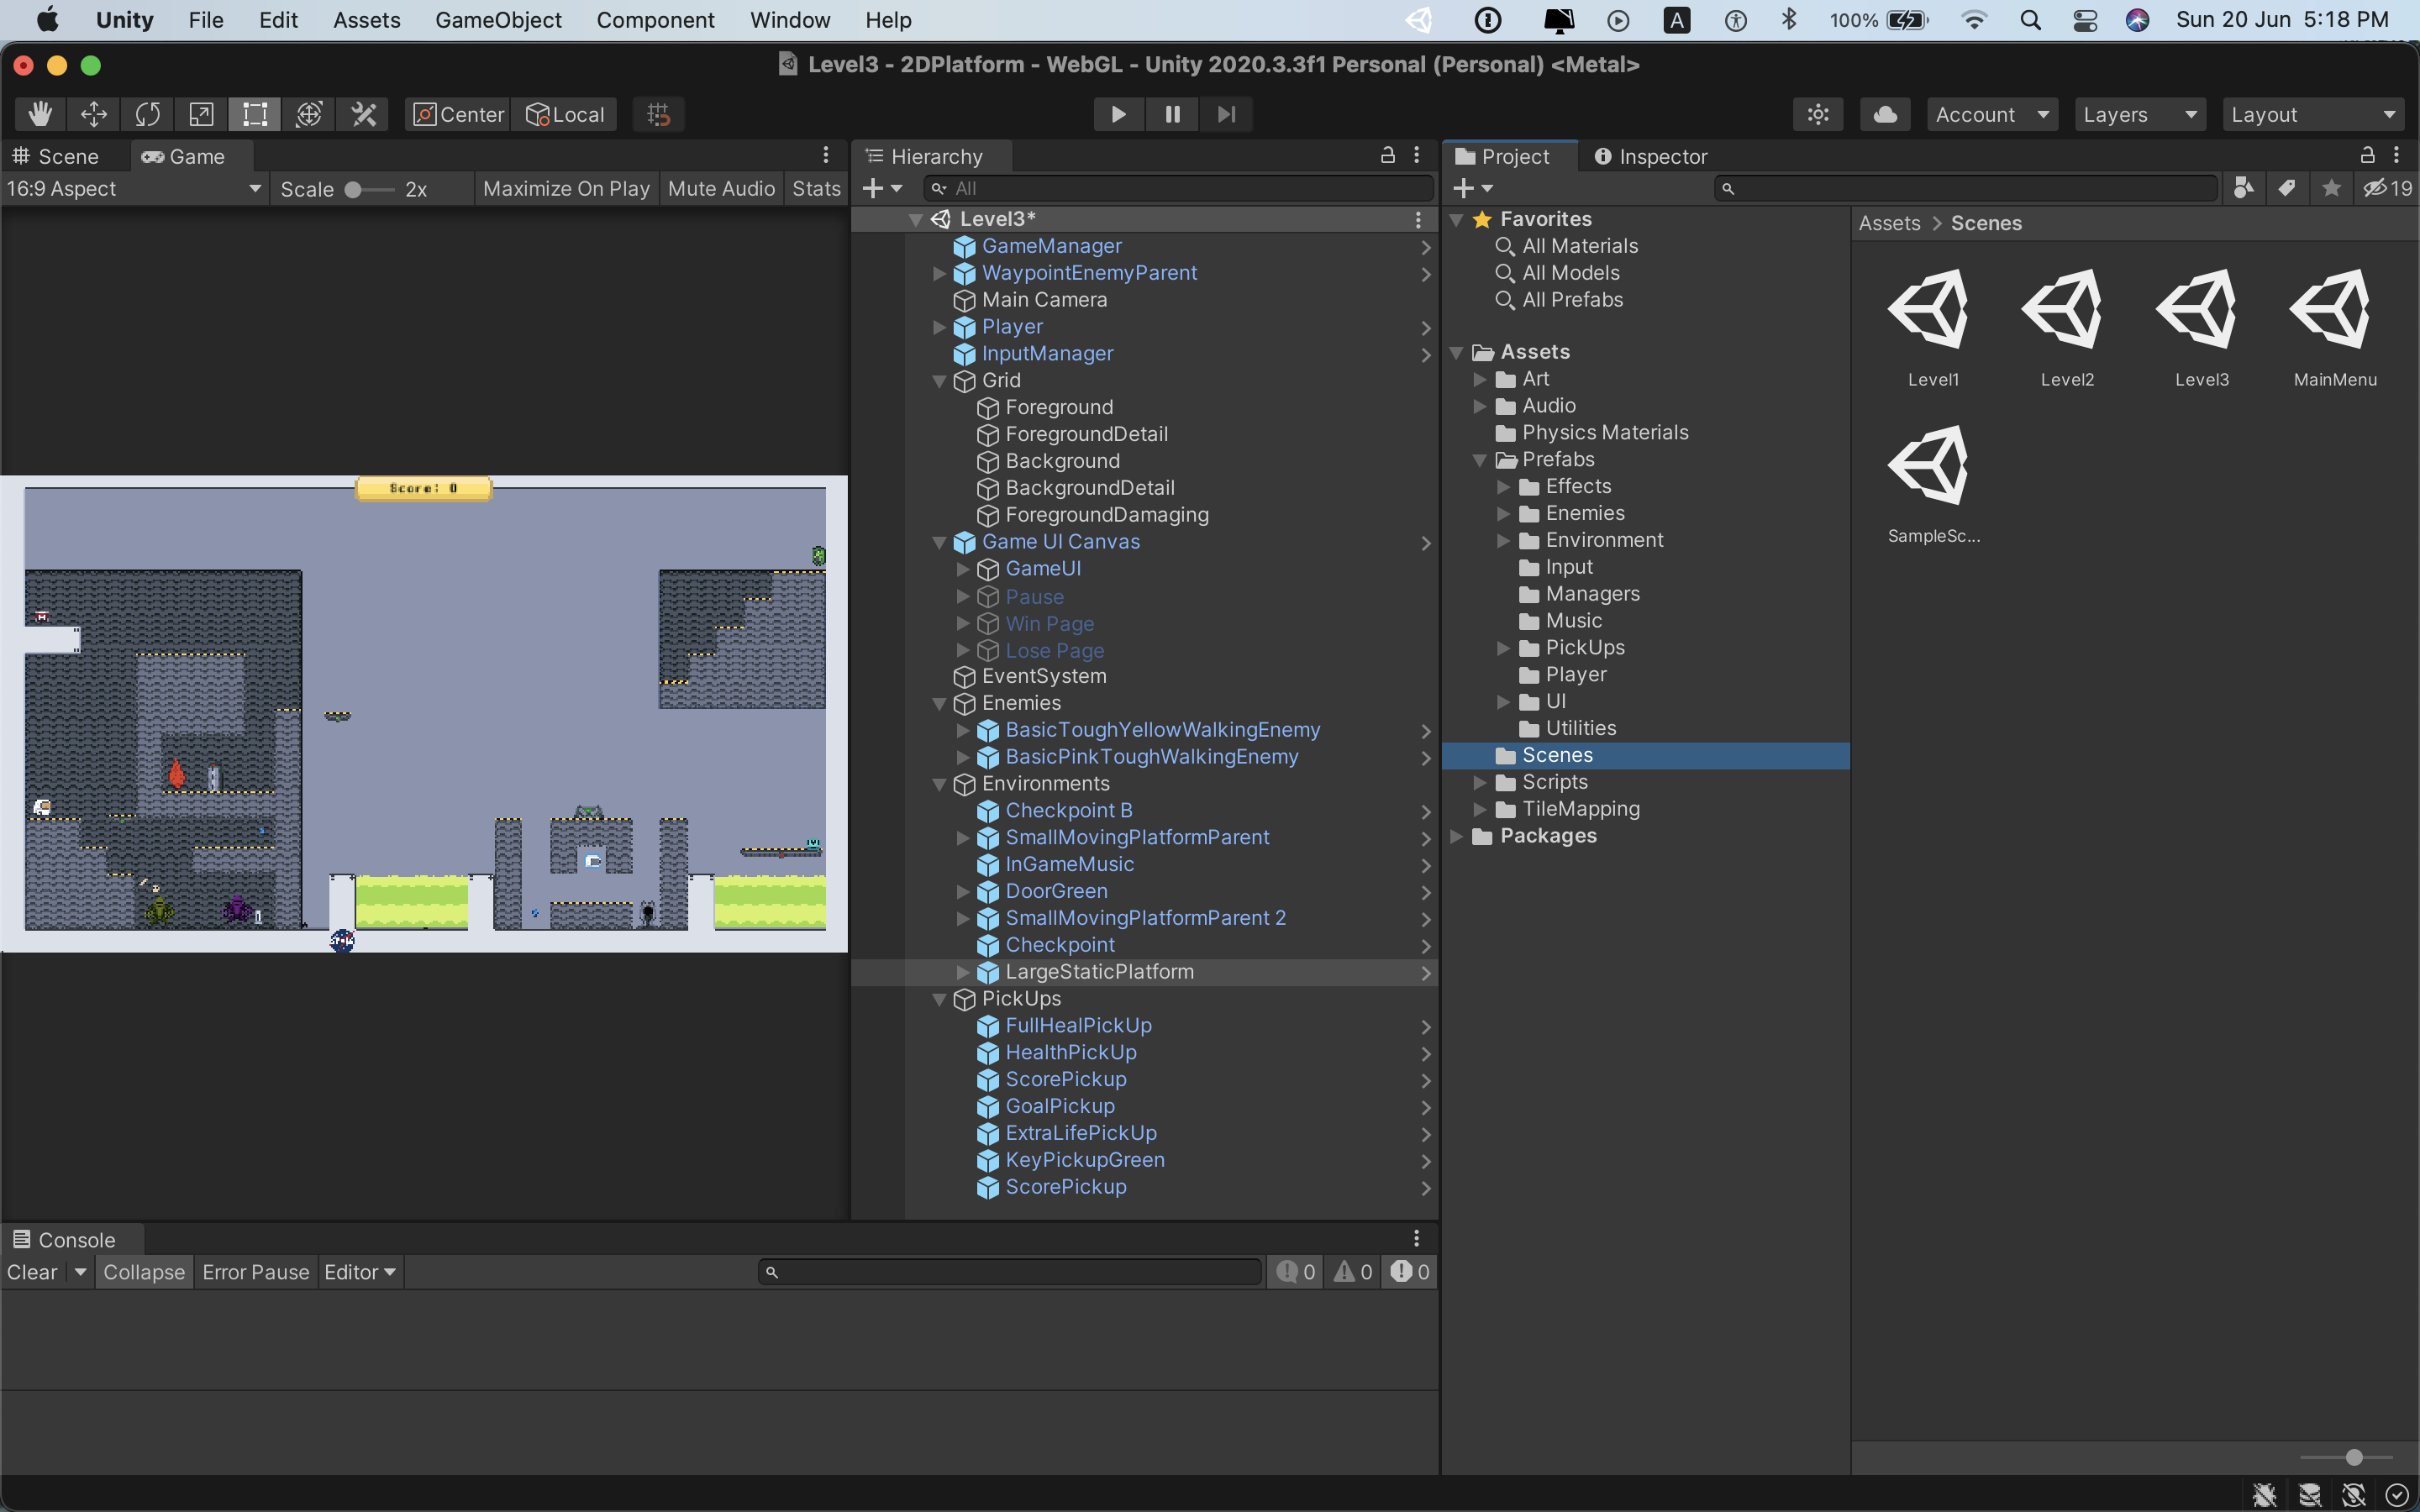 Unity File Edit Assets GameObject Component Window Help A 100% Sun 20 Jun 5:18 PM
Level3 - 2DPlatform - WebGL - Unity 2020.3.3f1 Personal (Personal) <Metal>
Center Local Account Layers Layout
Scene Game
16:9 Aspect Scale 2x Maximize On Play Mute Audio Stats
Score: 0
Hierarchy
All
Level3*
GameManager
WaypointEnemyParent
Main Camera
Player
InputManager
Grid
Foreground
ForegroundDetail
Background
BackgroundDetail
ForegroundDamaging
Game UI Canvas
GameUI
Pause
Win Page
Lose Page
EventSystem
Enemies
BasicToughYellowWalkingEnemy
BasicPinkToughWalkingEnemy
Environments
Checkpoint B
SmallMovingPlatformParent
InGameMusic
DoorGreen
SmallMovingPlatformParent 2
Checkpoint
LargeStaticPlatform
PickUps
FullHealPickUp
HealthPickUp
ScorePickup
GoalPickup
ExtraLifePickUp
KeyPickupGreen
ScorePickup
Project Inspector
19
Favorites
All Materials
All Models
All Prefabs
Assets
Art
Audio
Physics Materials
Prefabs
Effects
Enemies
Environment
Input
Managers
Music
PickUps
Player
UI
Utilities
Scenes
Scripts
TileMapping
Packages
Assets > Scenes
Level1 Level2 Level3 MainMenu
SampleSc...
Console
Clear Collapse Error Pause Editor 0 0 0